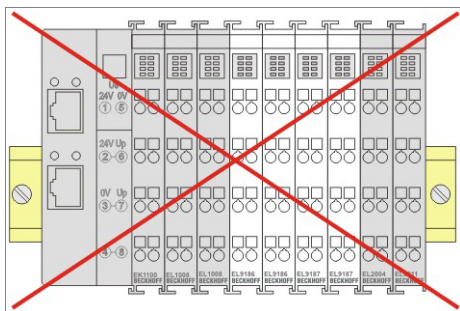 24V 0V
1 5
24V Up
2 6
0V Up
3 7
4 8
EK1100 EL1008 EL1008 EL9186 EL9186 EL9187 EL9187 EL2004
BECKHOFF BECKHOFF BECKHOFF BECKHOFF BECKHOFF BECKHOFF BECKHOFF BECKHOFF BECKHOFF